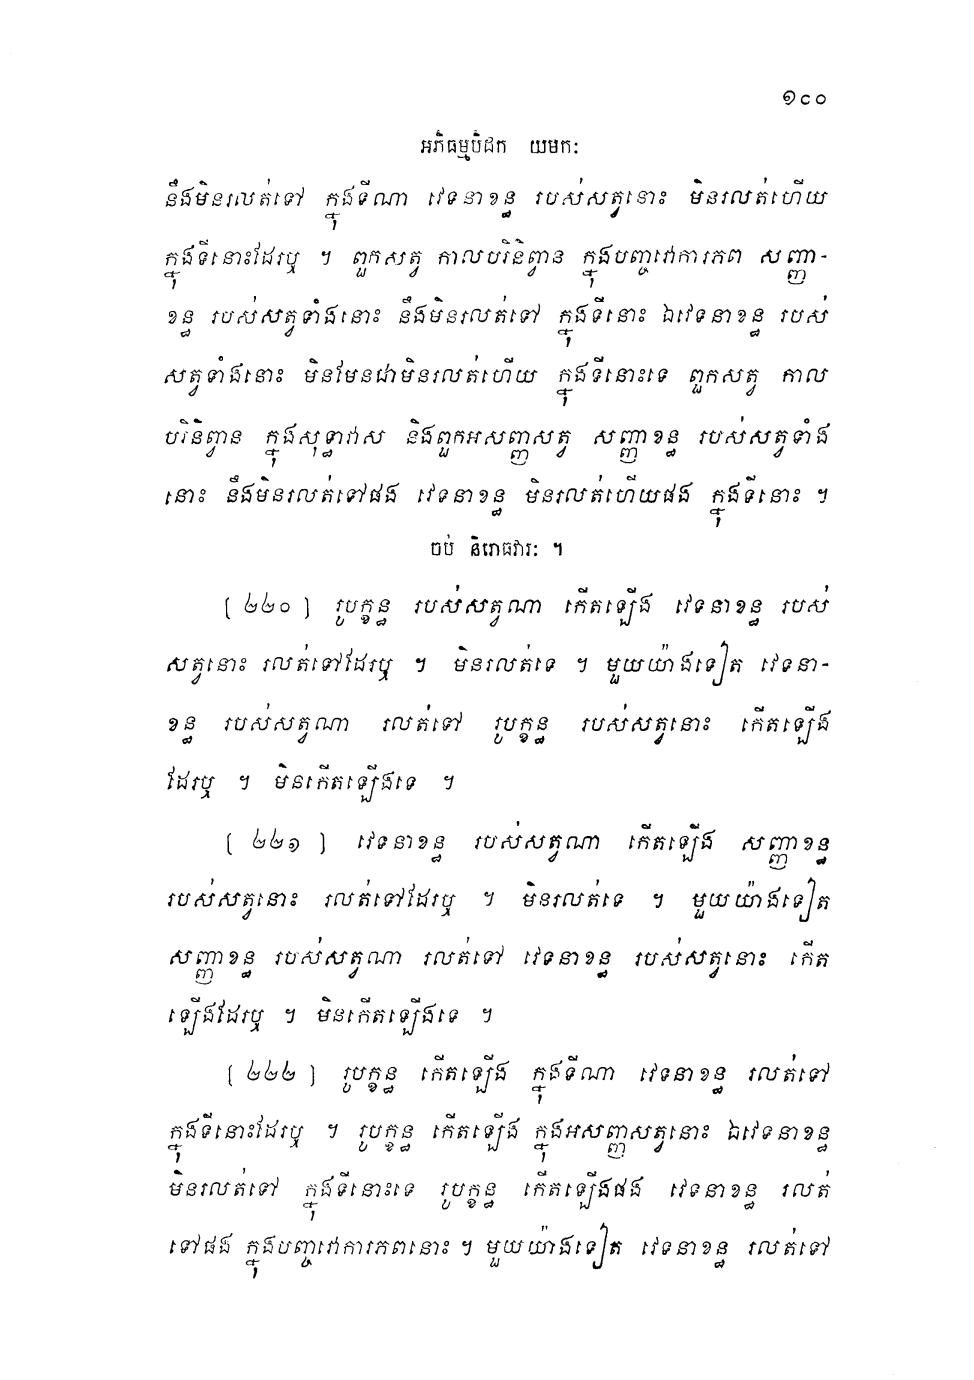 ១៨០
អភិធម្មបិដក យមកៈ
នឹងមិនរលត់ទៅ ក្នុងទីណា វេទនាខន្ធ របស់សត្វនោះ មិនរលត់ហើយ
ក្នុងទីនោះដែរឬ ។ ពួកសត្វ កាលបរិនិព្វាន ក្នុងបញ្ចវោការភព សញ្ញា-
ខន្ធ របស់សត្វទាំងនោះ នឹងមិនរលត់ទៅ ក្នុងទីនោះ ឯវេទនាខន្ធ របស់
សត្វទាំងនោះ មិនមែនជាមិនរលត់ហើយ ក្នុងទីនោះទេ ពួកសត្វ កាល
បរិនិព្វាន ក្នុងសុទ្ធាវាស និងពួកអសញ្ញសត្វ សញ្ញាខន្ធ របស់សត្វទាំង
នោះ នឹងមិនរលត់ទៅផង វេទនាខន្ធ មិនរលត់ហើយផង ក្នុងទីនោះ ។
ចប់ និរោធវារៈ ។
[ ២២០ ] រូបក្ខន្ធ របស់សត្វណា កើតឡើង វេទនាខន្ធ របស់
សត្វនោះ រលត់ទៅដែរឬ ។ មិនរលត់ទេ ។ មួយយ៉ាងទៀត វេទនា-
ខន្ធ របស់សត្វណា រលត់ទៅ រូបក្ខន្ធ របស់សត្វនោះ កើតឡើង
ដែរឬ ។ មិនកើតឡើងទេ ។
[ ២២១ ] វេទនាខន្ធ របស់សត្វណា កើតឡើង សញ្ញាខន្ធ
របស់សត្វនោះ រលត់ទៅដែរឬ ។ មិនរលត់ទេ ។ មួយយ៉ាងទៀត
សញ្ញាខន្ធ របស់សត្វណា រលត់ទៅ វេទនាខន្ធ របស់សត្វនោះ កើត
ឡើងដែរឬ ។ មិនកើតឡើងទេ ។
[ ២២២ ] រូបក្ខន្ធ កើតឡើង ក្នុងទីណា វេទនាខន្ធ រលត់ទៅ
ក្នុងទីនោះដែរឬ ។ រូបក្ខន្ធ កើតឡើង ក្នុងអសញ្ញសត្វនោះ ឯវេទនាខន្ធ
មិនរលត់ទៅ ក្នុងទីនោះទេ រូបក្ខន្ធ កើតឡើងផង វេទនាខន្ធ រលត់
ទៅផង ក្នុងបញ្ចវោការភពនោះ ។ មួយយ៉ាងទៀត វេទនាខន្ធ រលត់ទៅ